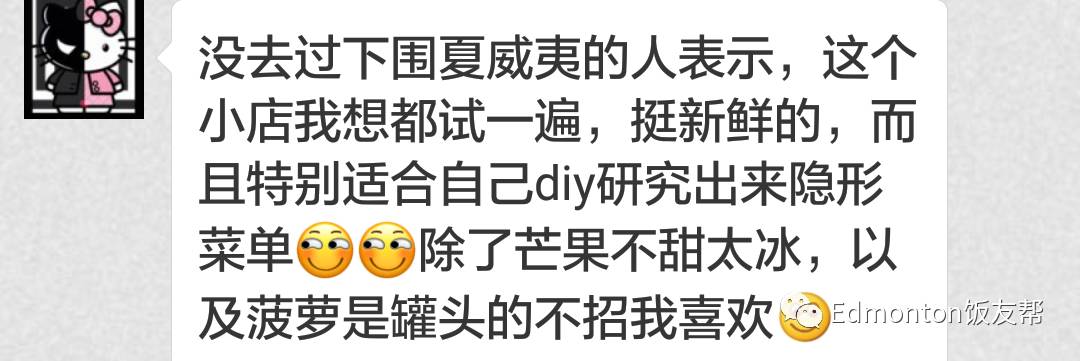 没去过下围夏威夷的人表示，这个
小店我想都试一遍，挺新鲜的，而
且特别适合自己diy研究出来隐形
菜单除了芒果不甜太冰，以
及菠萝是罐头的不招我喜欢
Edmonton饭友帮